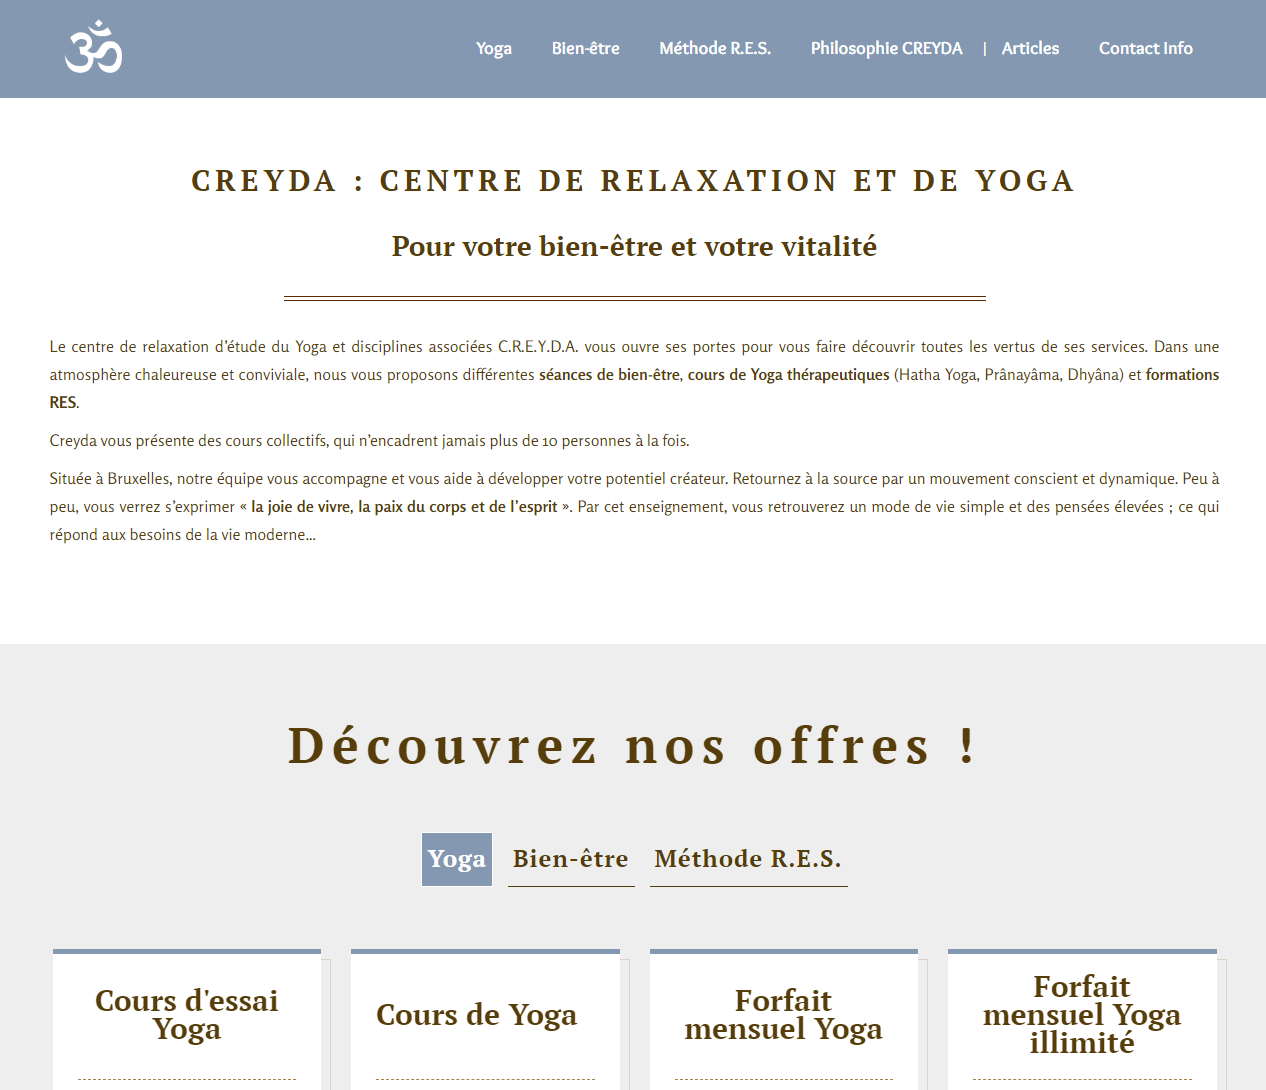 ॐ
Yoga Bien-être Méthode R.E.S. Philosophie CREYDA | Articles Contact Info
CREYDA : CENTRE DE RELAXATION ET DE YOGA
Pour votre bien-être et votre vitalité
Le centre de relaxation d’étude du Yoga et disciplines associées C.R.E.Y.D.A. vous ouvre ses portes pour vous faire découvrir toutes les vertus de ses services. Dans une
atmosphère chaleureuse et conviviale, nous vous proposons différentes séances de bien-être, cours de Yoga thérapeutiques (Hatha Yoga, Prânayâma, Dhyâna) et formations
RES.
Creyda vous présente des cours collectifs, qui n’encadrent jamais plus de 10 personnes à la fois.
Située à Bruxelles, notre équipe vous accompagne et vous aide à développer votre potentiel créateur. Retournez à la source par un mouvement conscient et dynamique. Peu à
peu, vous verrez s’exprimer « la joie de vivre, la paix du corps et de l’esprit ». Par cet enseignement, vous retrouverez un mode de vie simple et des pensées élevées ; ce qui
répond aux besoins de la vie moderne…
Découvrez nos offres !
Yoga Bien-être Méthode R.E.S.
Cours d'essai
Yoga
Cours de Yoga
Forfait
mensuel Yoga
Forfait
mensuel Yoga
illimité